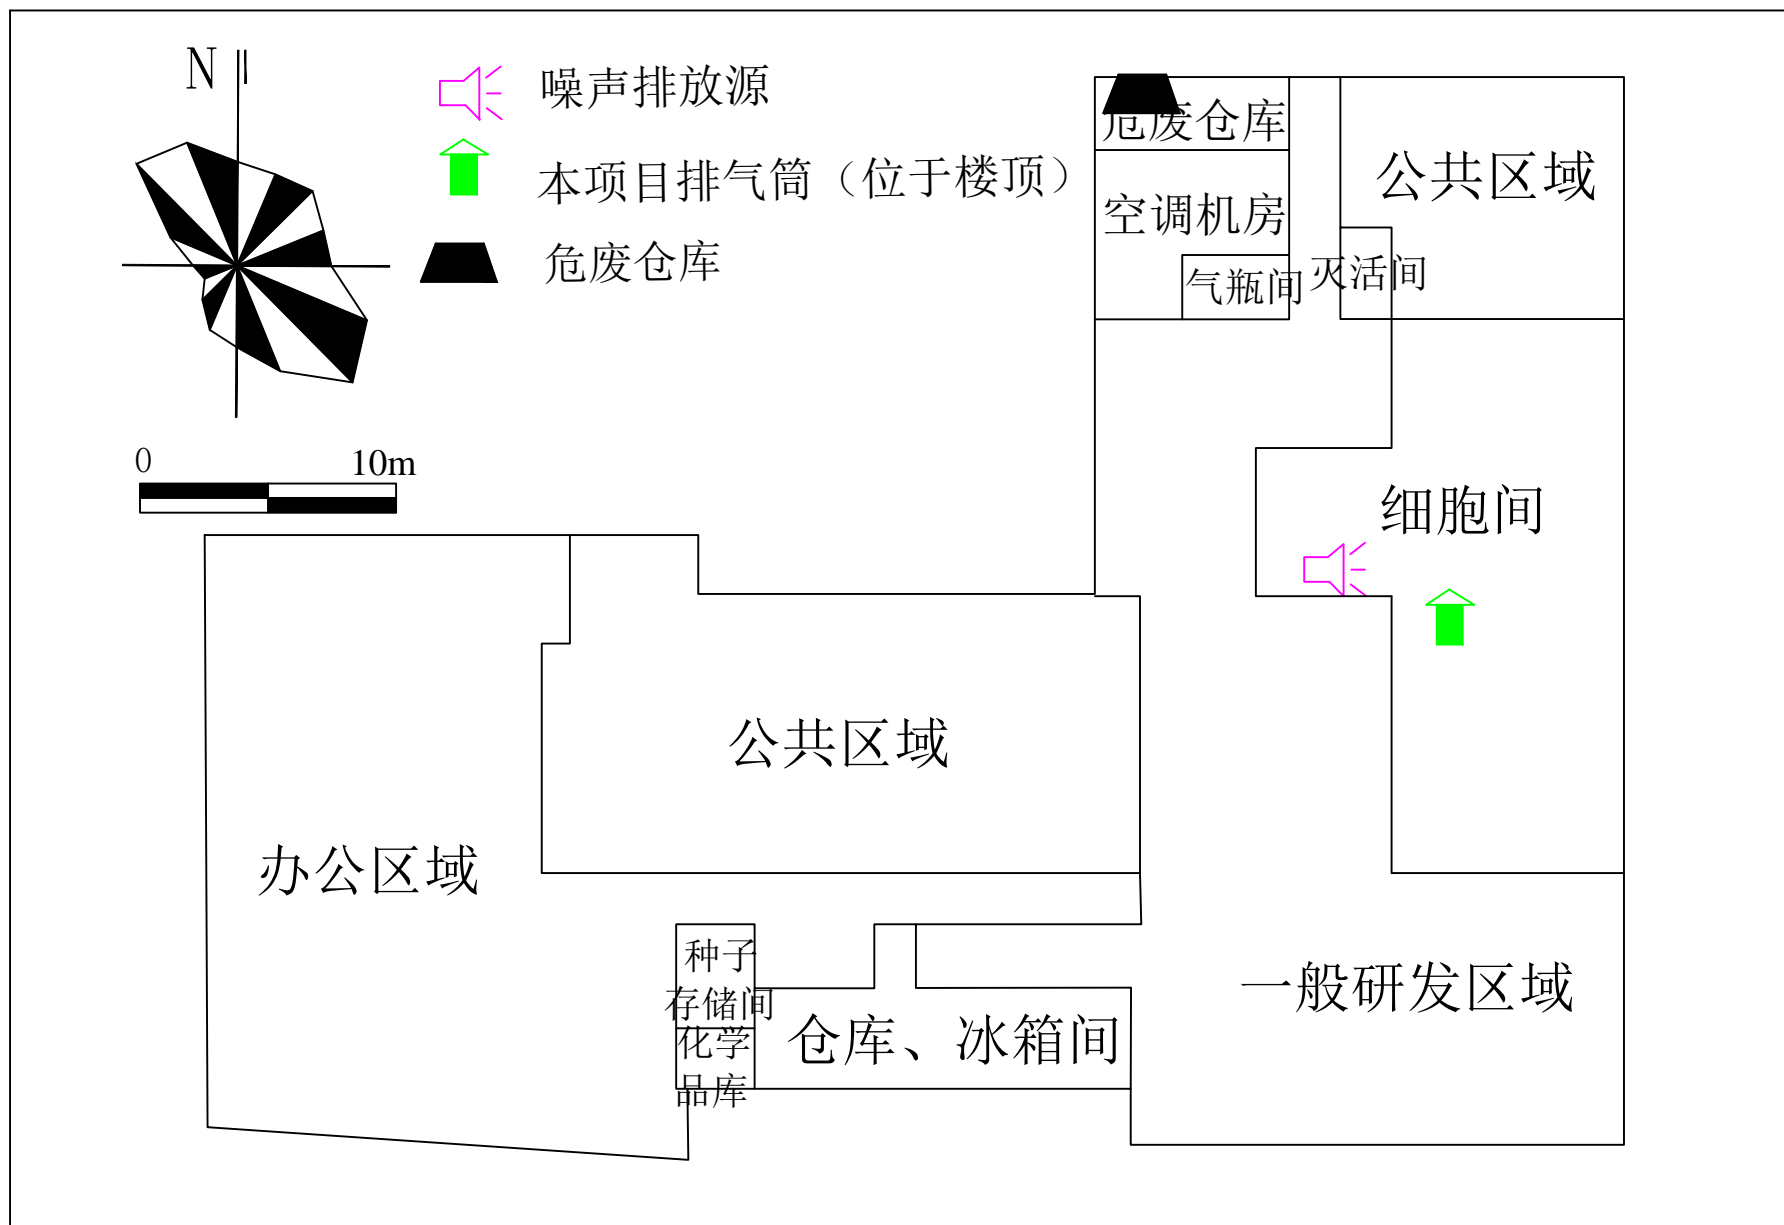 N
噪声排放源
本项目排气筒（位于楼顶）
危废仓库
0 10m
危废仓库
公共区域
空调机房
气瓶间
灭活间
细胞间
公共区域
办公区域
种子
存储间
化学
品库
仓库、冰箱间
一般研发区域